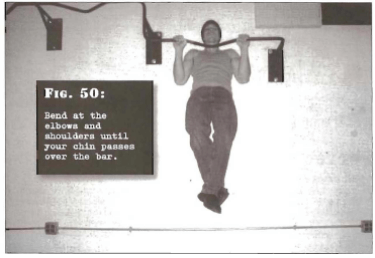 FIG. 50:
Bend at the
elbows and
shoulders until
your chin passes
over the bar.